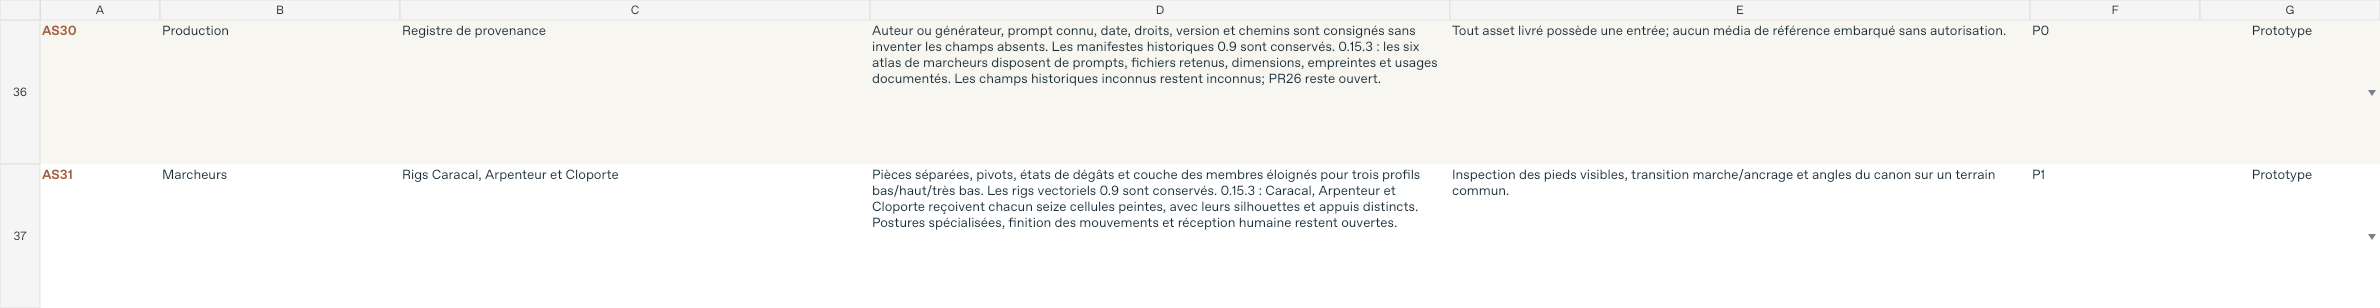 A B C D E F G
36
AS30
Production
Registre de provenance
Auteur ou générateur, prompt connu, date, droits, version et chemins sont consignés sans
inventer les champs absents. Les manifestes historiques 0.9 sont conservés. 0.15.3 : les six
atlas de marcheurs disposent de prompts, fichiers retenus, dimensions, empreintes et usages
documentés. Les champs historiques inconnus restent inconnus; PR26 reste ouvert.
Tout asset livré possède une entrée; aucun média de référence embarqué sans autorisation.
P0
Prototype
37
AS31
Marcheurs
Rigs Caracal, Arpenteur et Cloporte
Pièces séparées, pivots, états de dégâts et couche des membres éloignés pour trois profils
bas/haut/très bas. Les rigs vectoriels 0.9 sont conservés. 0.15.3 : Caracal, Arpenteur et
Cloporte reçoivent chacun seize cellules peintes, avec leurs silhouettes et appuis distincts.
Postures spécialisées, finition des mouvements et réception humaine restent ouvertes.
Inspection des pieds visibles, transition marche/ancrage et angles du canon sur un terrain
commun.
P1
Prototype